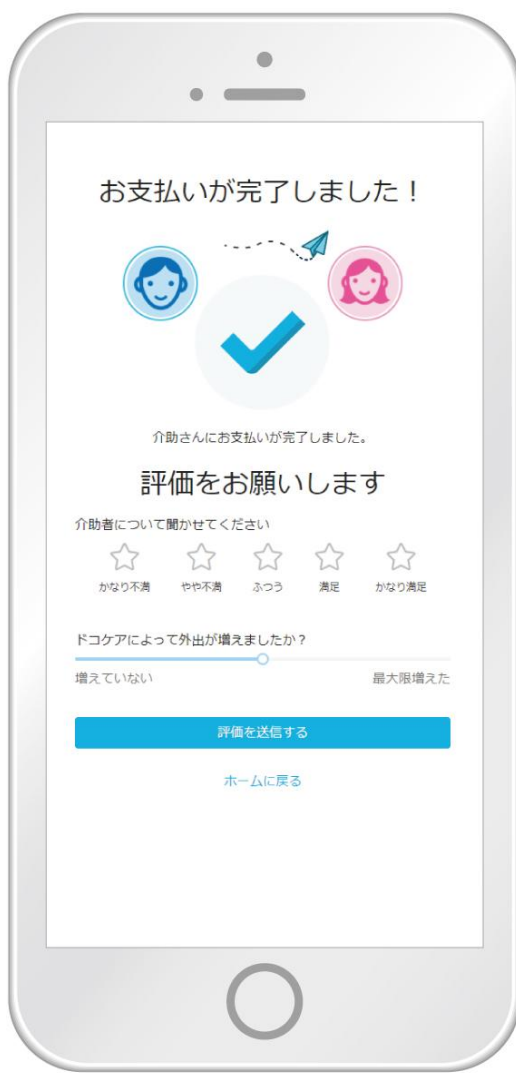 お支払いが完了しました！
介助さんにお支払いが完了しました。
評価をお願いします
介助者について聞かせてください
かなり不満 やや不満 ふつう 満足 かなり満足
ドコケアによって外出が増えましたか？
増えていない 最大限増えた
評価を送信する
ホームに戻る